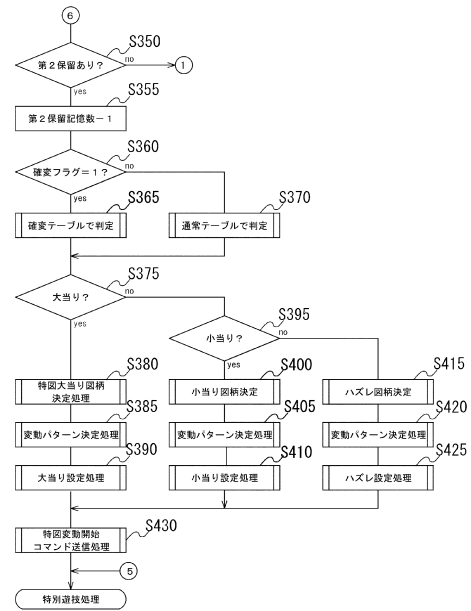 6
S350
第2保留あり?
no
1
yes
S355
第2保留記憶数－1
S360
確変フラグ=1?
no
yes
S365
確変テーブルで判定
S370
通常テーブルで判定
S375
大当り?
no
yes
S395
小当り?
no
yes
S380
特図大当り図柄
決定処理
S400
小当り図柄決定
S415
ハズレ図柄決定
S385
変動パターン決定処理
S405
変動パターン決定処理
S420
変動パターン決定処理
S390
大当り設定処理
S410
小当り設定処理
S425
ハズレ設定処理
S430
特図変動開始
コマンド送信処理
5
特別遊技処理